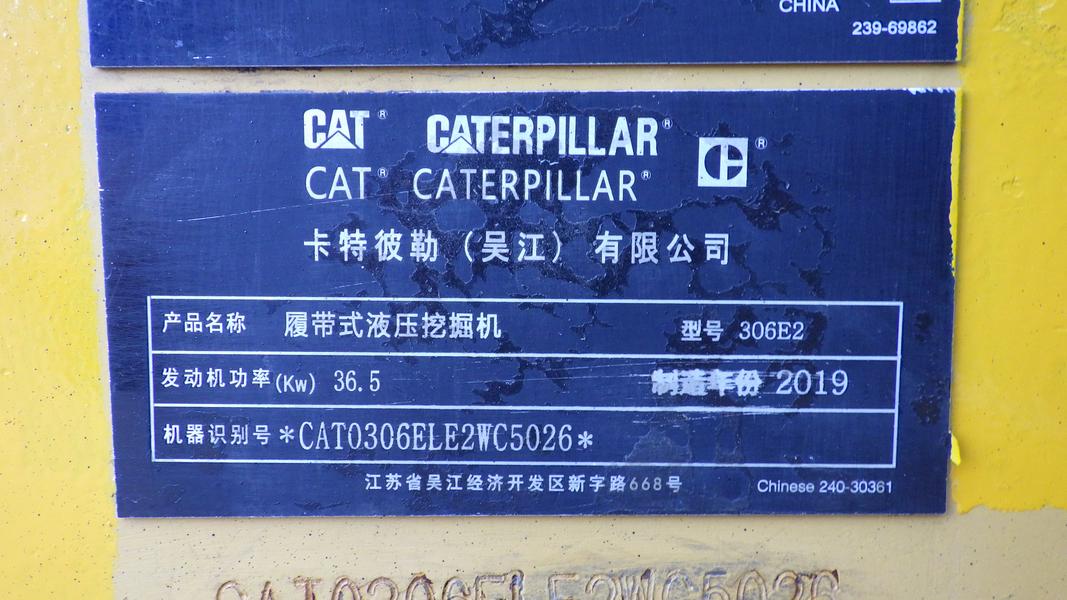 CHINA
239-69862
CAT® CATERPILLAR®
CAT® CATERPILLAR® ®
卡特彼勒（吴江）有限公司
产品名称 履带式液压挖掘机 型号 306E2
发动机功率(Kw) 36.5 制造年份 2019
机器识别号 *CAT0306ELE2WC5026*
江苏省吴江经济开发区新字路668号 Chinese 240-30361
CAT0306ELE2WC5026